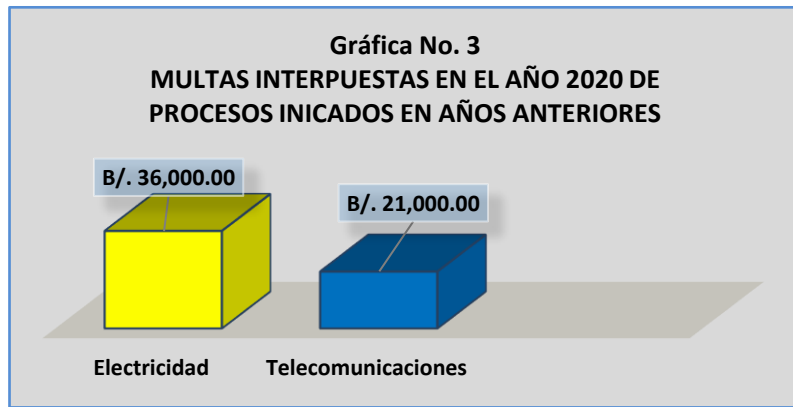 Gráfica No. 3
MULTAS INTERPUESTAS EN EL AÑO 2020 DE
PROCESOS INICADOS EN AÑOS ANTERIORES
B/. 36,000.00
B/. 21,000.00
Electricidad
Telecomunicaciones